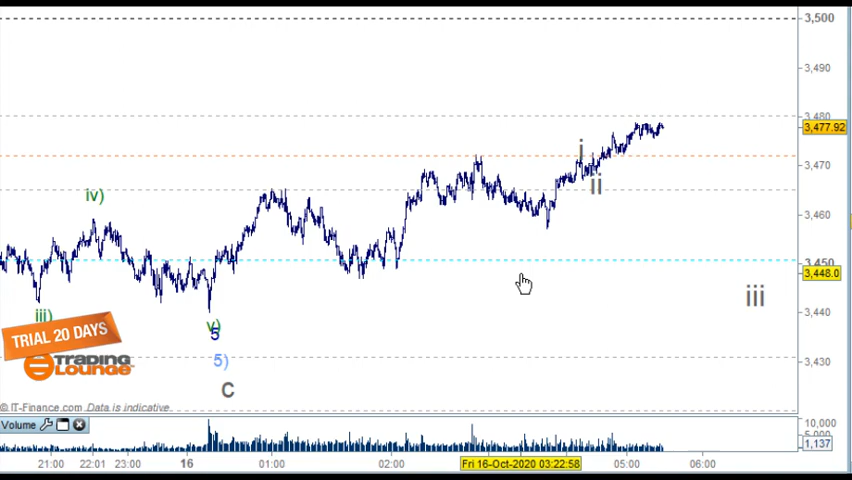 3,500
3,490
3,480
3,477.92
3,470
3,460
3,450
3,448.0
3,440
3,430
i
ii
iii
iv)
iii)
v)
5
5)
C
TRIAL 20 DAYS
Trading
Lounge
© IT-Finance.com Data is indicative.
Volume
10,000
5,000
1,137
21:00 22:01 23:00 16 01:00 02:00 Fri 16-Oct-2020 03:22:58 05:00 06:00